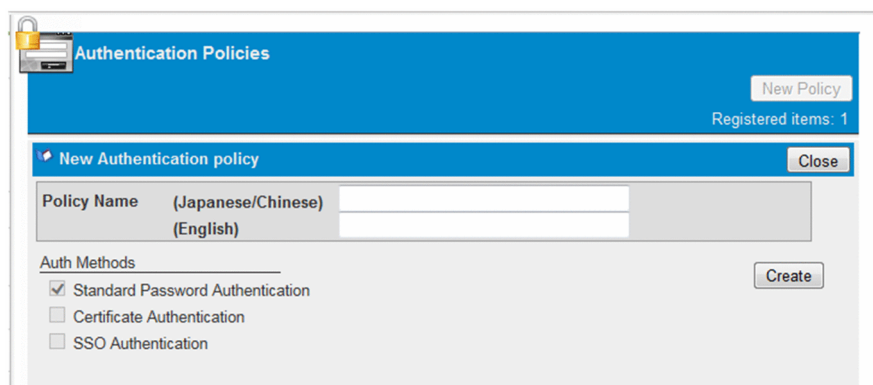 Authentication Policies
New Policy
Registered items: 1
New Authentication policy
Close
Policy Name (Japanese/Chinese)
(English)
Auth Methods
Create
Standard Password Authentication
Certificate Authentication
SSO Authentication